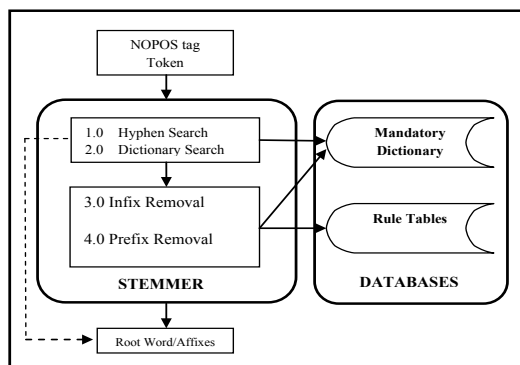 NOPOS tag
Token
1.0 Hyphen Search
2.0 Dictionary Search
3.0 Infix Removal
4.0 Prefix Removal
STEMMER
Mandatory
Dictionary
Rule Tables
DATABASES
Root Word/Affixes